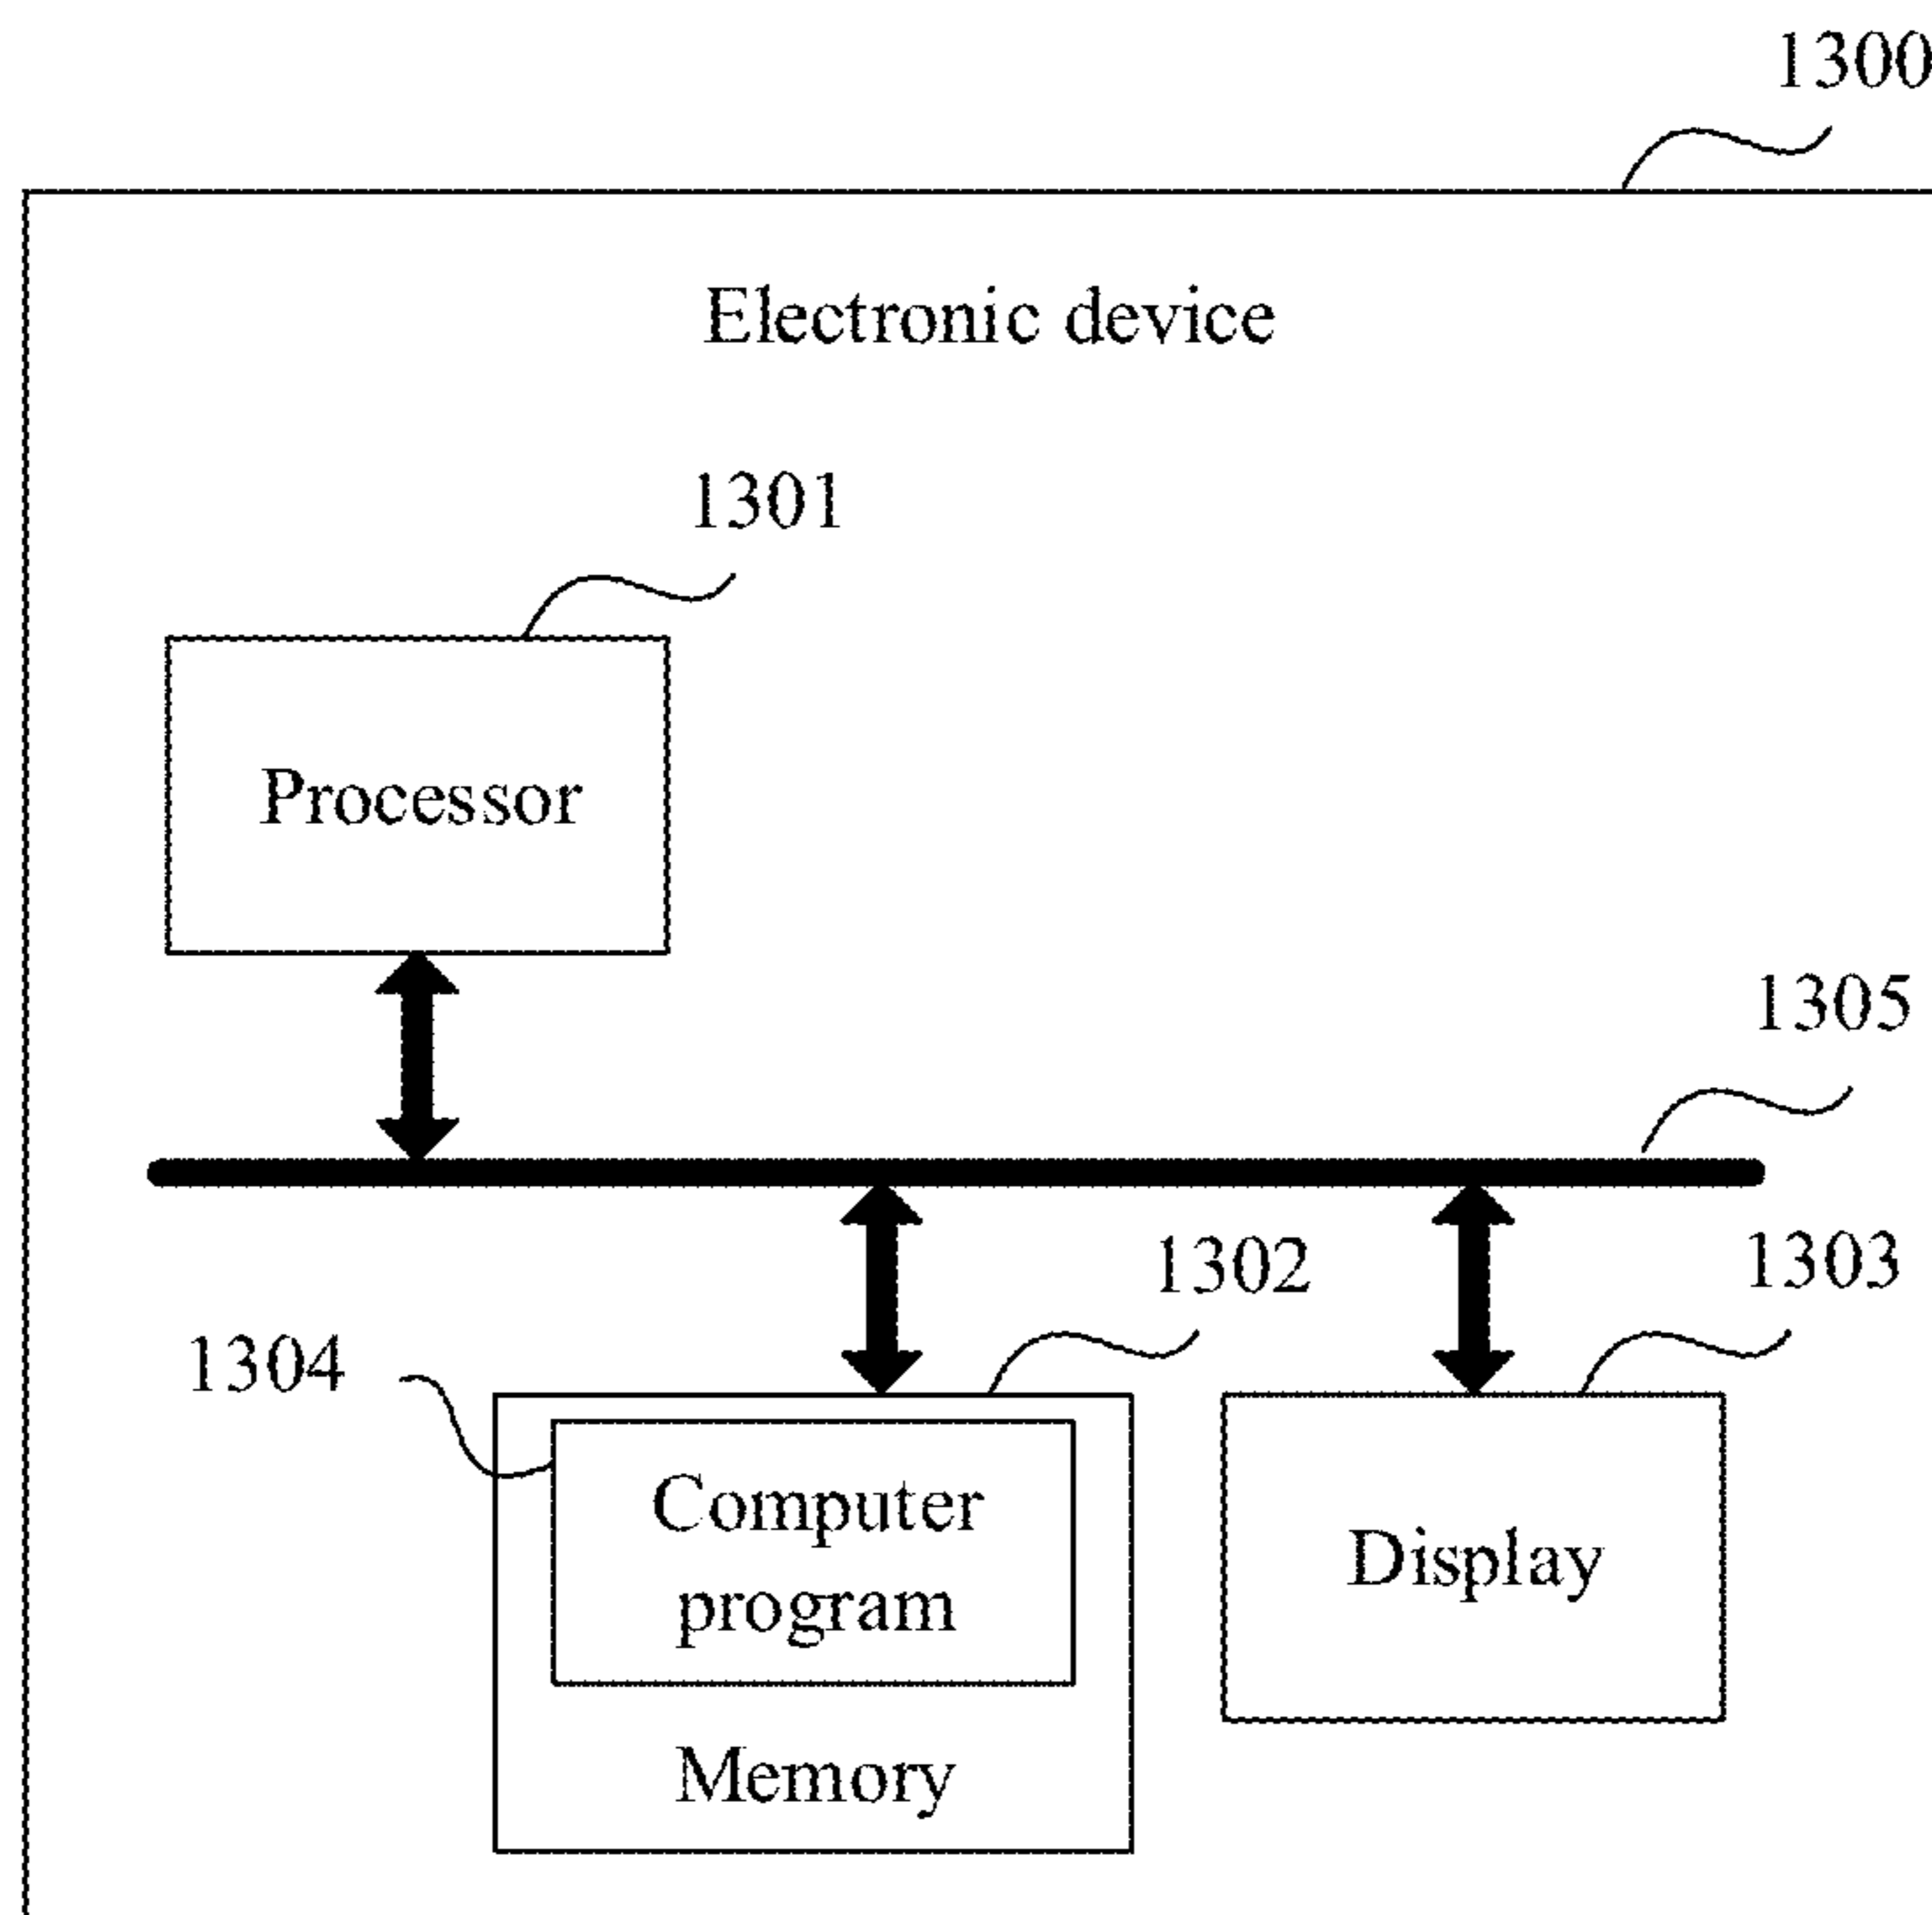 1300
Electronic device
1301
Processor
1305
1302
1303
1304
Computer
program
Display
Memory